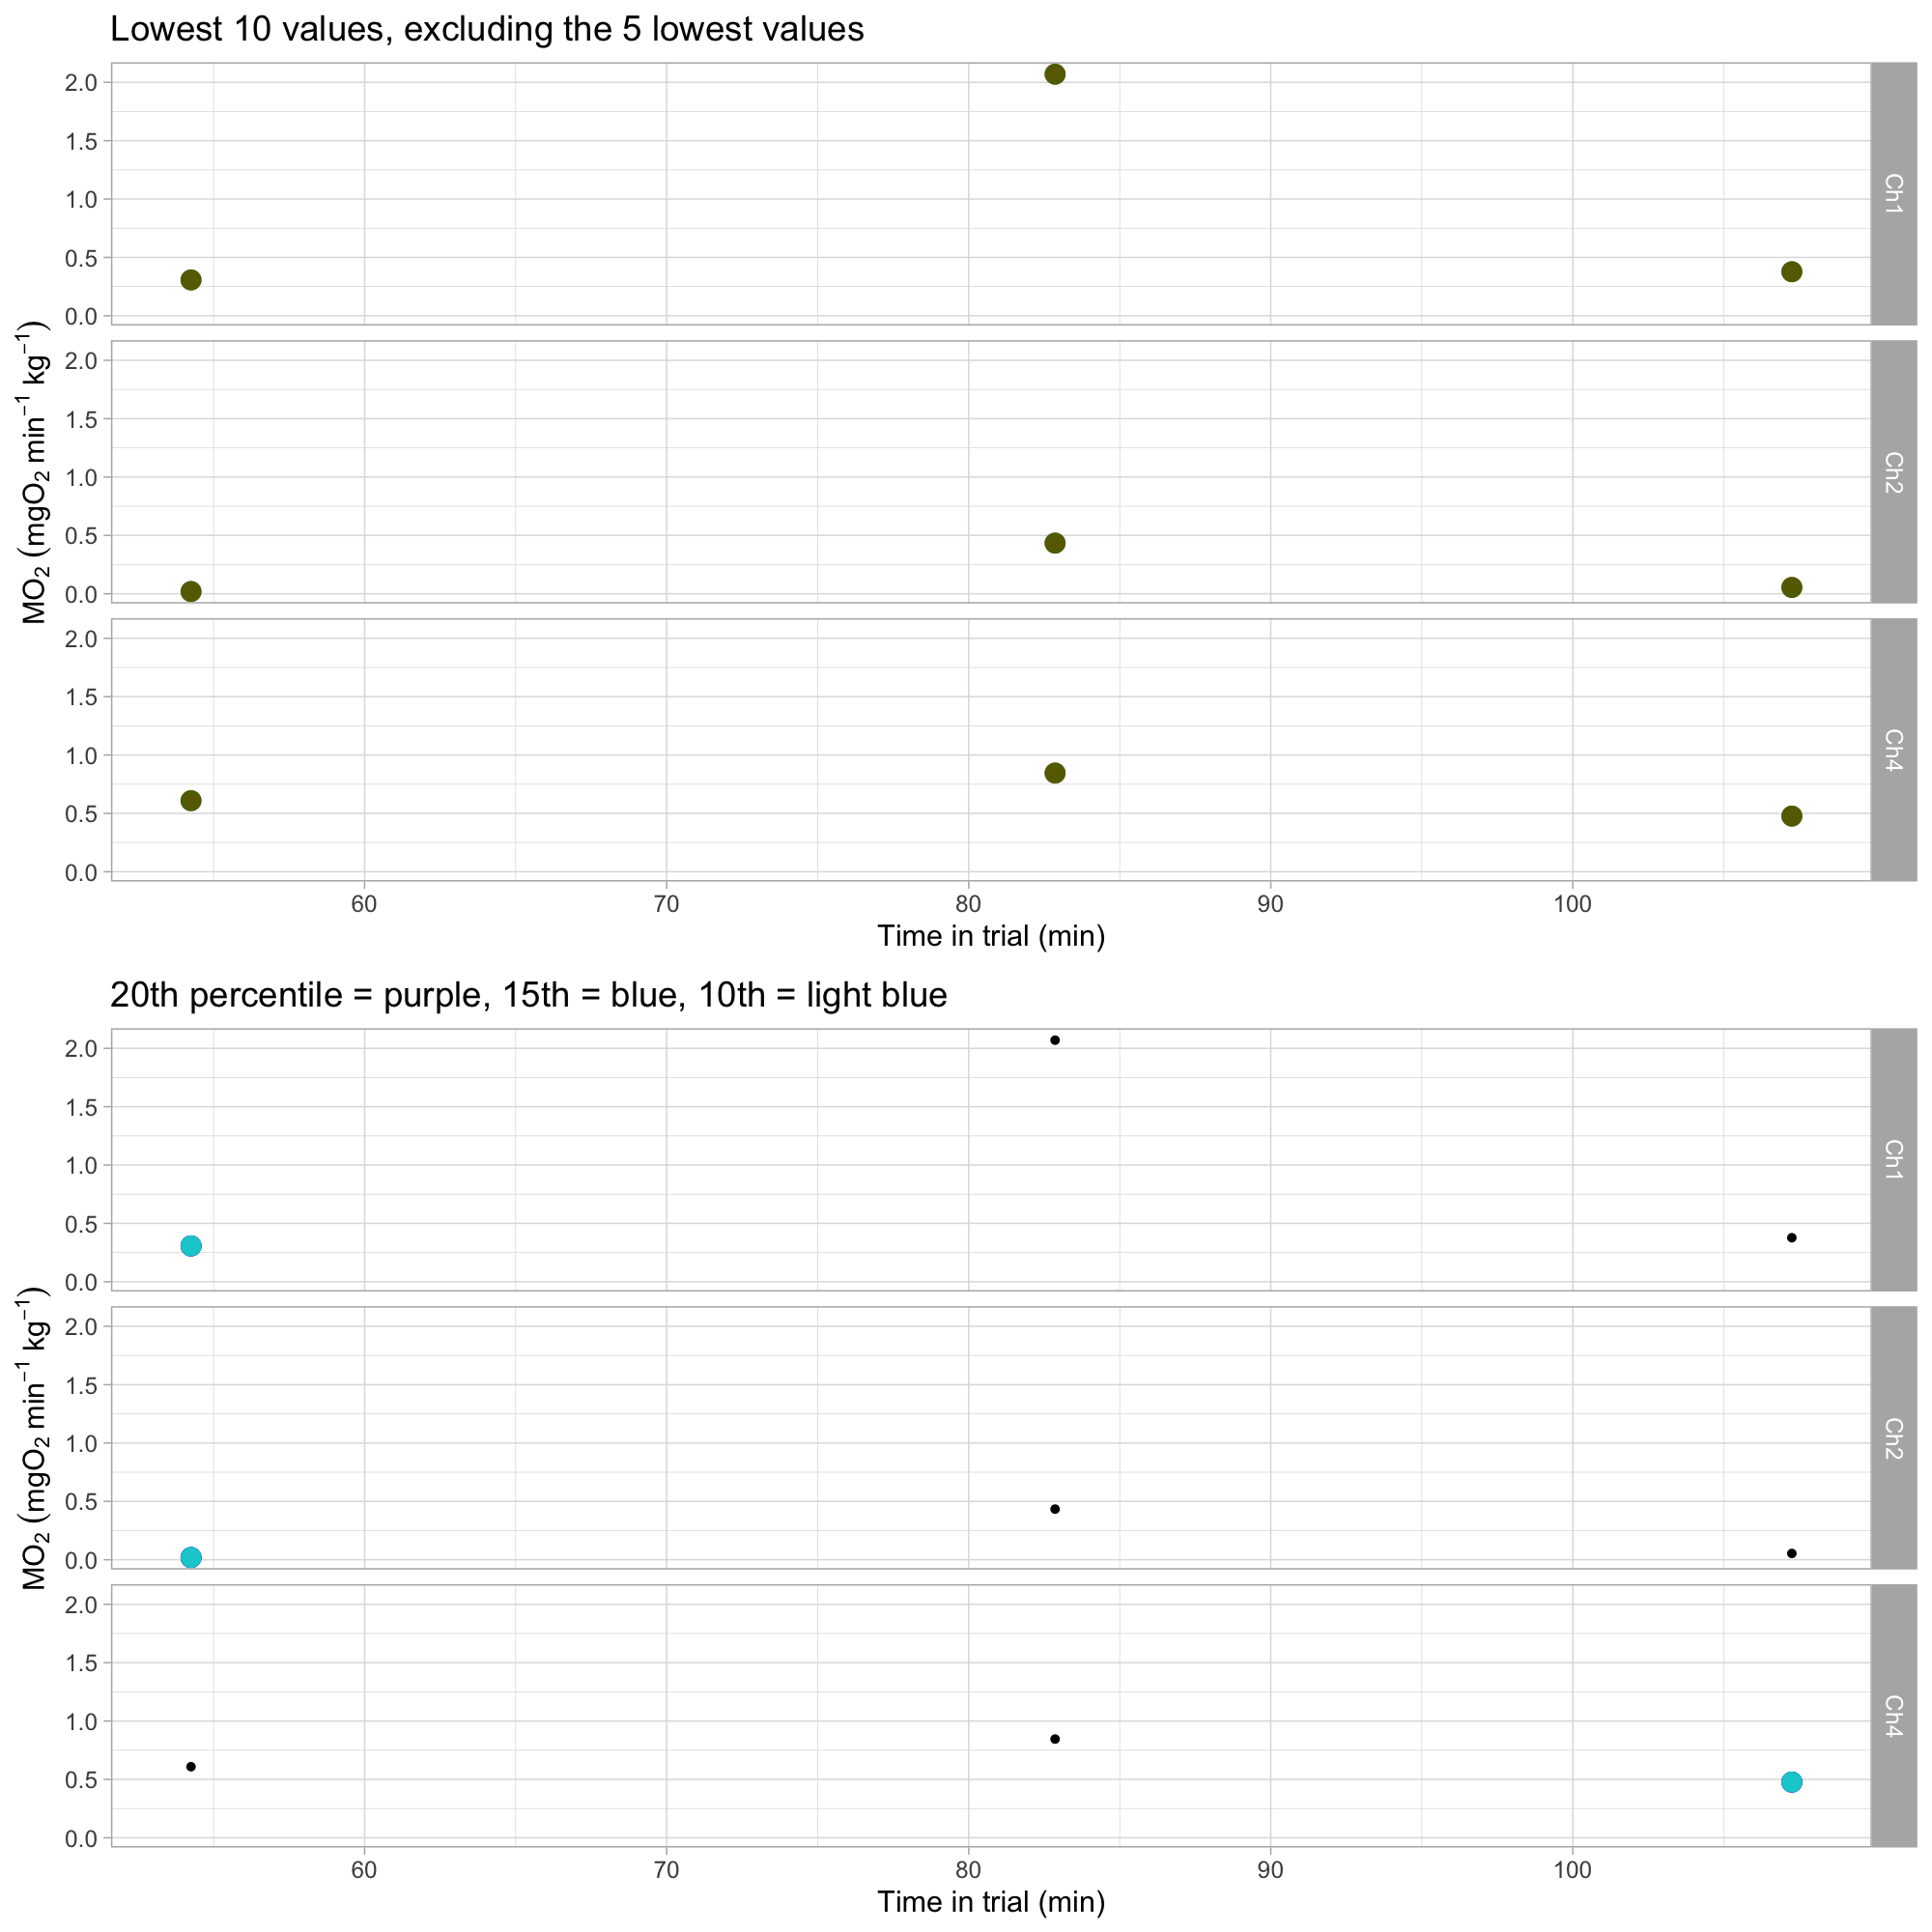 Lowest 10 values, excluding the 5 lowest values
MO₂ (mgO₂ min⁻¹ kg⁻¹)
2.0
1.5
1.0
0.5
0.0
Ch1
2.0
1.5
1.0
0.5
0.0
Ch2
2.0
1.5
1.0
0.5
0.0
Ch4
60 70 80 90 100
Time in trial (min)
20th percentile = purple, 15th = blue, 10th = light blue
MO₂ (mgO₂ min⁻¹ kg⁻¹)
2.0
1.5
1.0
0.5
0.0
Ch1
2.0
1.5
1.0
0.5
0.0
Ch2
2.0
1.5
1.0
0.5
0.0
Ch4
60 70 80 90 100
Time in trial (min)